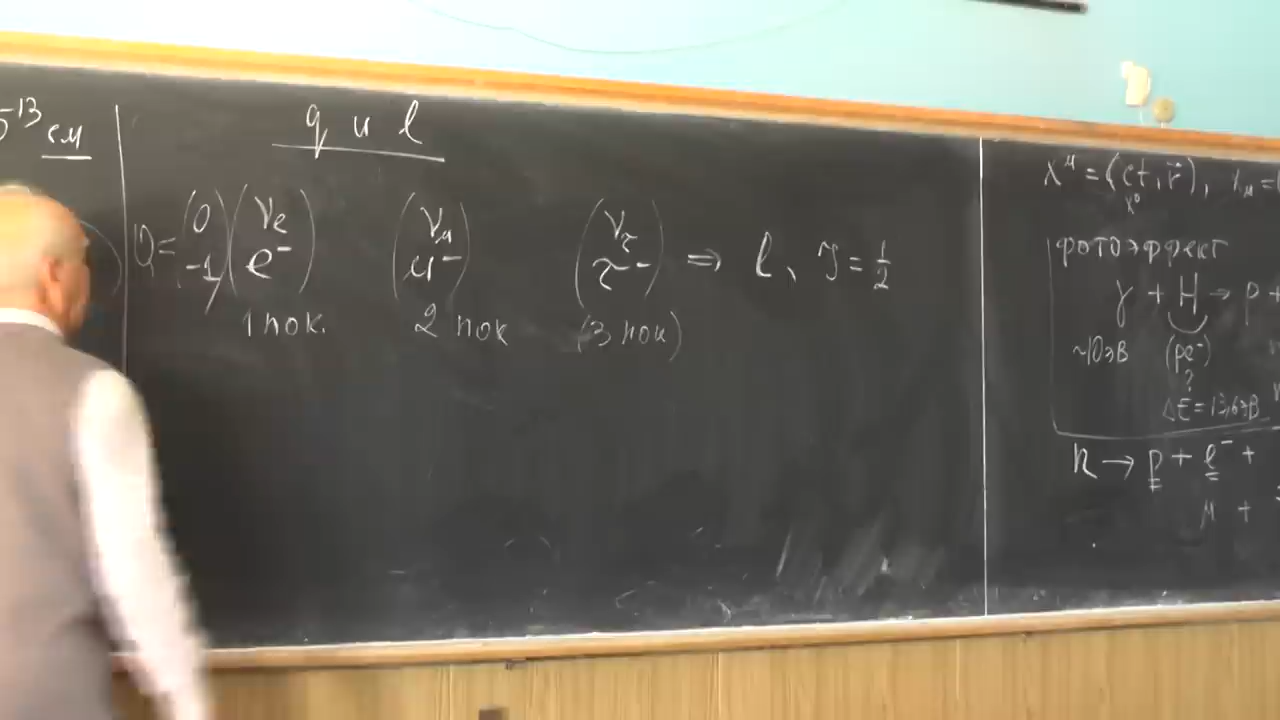 см
q и l
Q = (0 -1) (νe e⁻) (νμ μ⁻) (ντ τ⁻) ⇒ l, J = 1/2
1 пок. 2 пок (3 пок)
x^μ = (ct, r⃗), x_μ =
x⁰
фотоэффект
γ + H → p +
~10эВ (pe⁻)
?
ΔE = 13,6эВ
n → p + e⁻ +
μ +